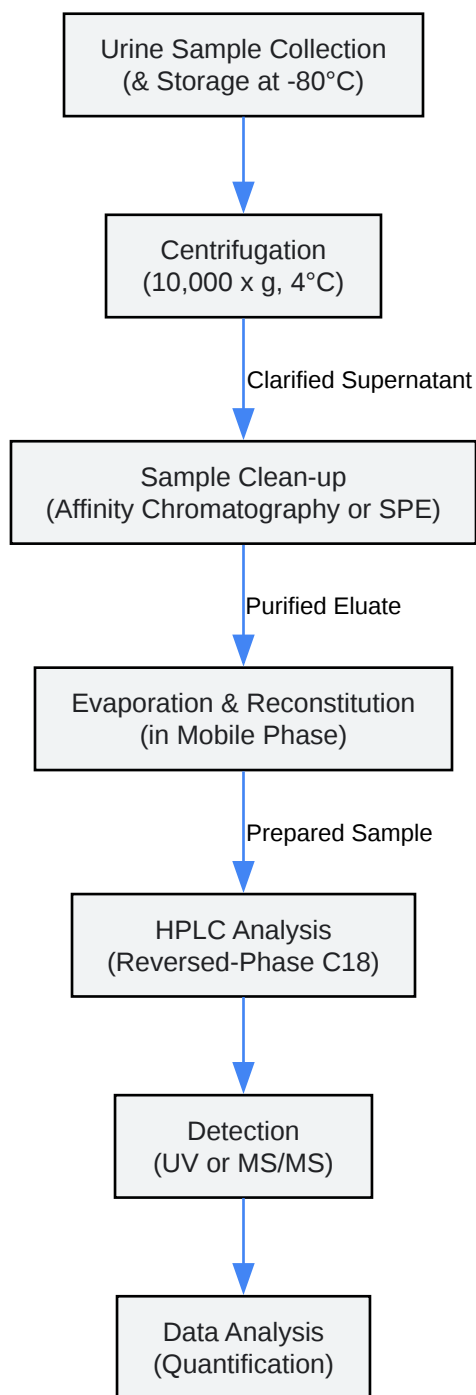 Urine Sample Collection
(& Storage at -80°C)
Centrifugation
(10,000 x g, 4°C)
Clarified Supernatant
Sample Clean-up
(Affinity Chromatography or SPE)
Purified Eluate
Evaporation & Reconstitution
(in Mobile Phase)
Prepared Sample
HPLC Analysis
(Reversed-Phase C18)
Detection
(UV or MS/MS)
Data Analysis
(Quantification)